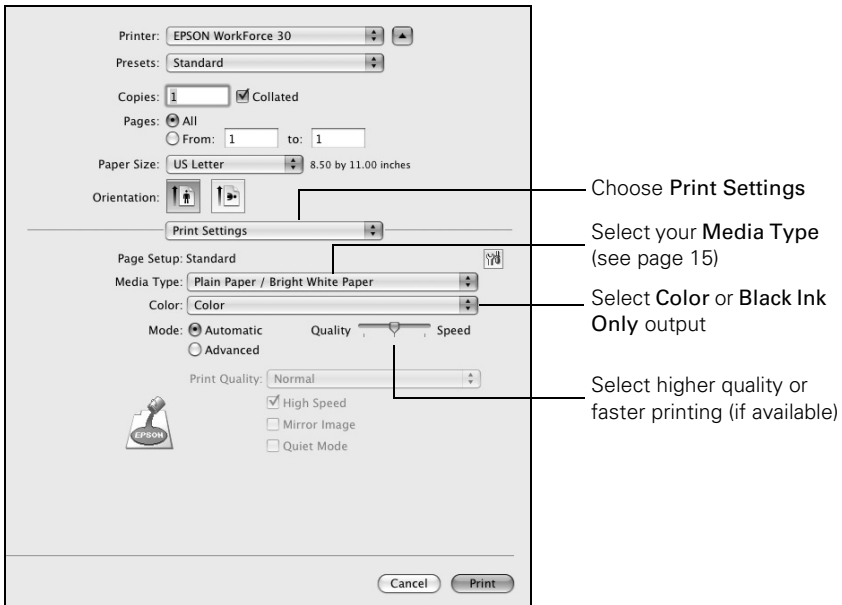 Printer: EPSON WorkForce 30
Presets: Standard
Copies: 1 Collated
Pages: All
From: 1 to: 1
Paper Size: US Letter 8.50 by 11.00 inches
Orientation:
Print Settings
Page Setup: Standard
Media Type: Plain Paper / Bright White Paper
Color: Color
Mode: Automatic Quality Speed
Advanced
Print Quality: Normal
High Speed
Mirror Image
Quiet Mode
EPSON
Cancel Print
Choose Print Settings
Select your Media Type
(see page 15)
Select Color or Black Ink
Only output
Select higher quality or
faster printing (if available)